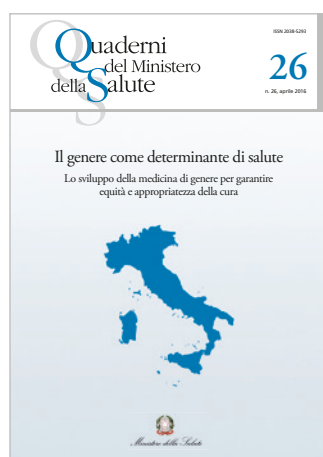 ISSN 2038-5293
Quaderni
del Ministero
della Salute
26
n. 26, aprile 2016
Il genere come determinante di salute
Lo sviluppo della medicina di genere per garantire
equità e appropriatezza della cura
Ministero della Salute